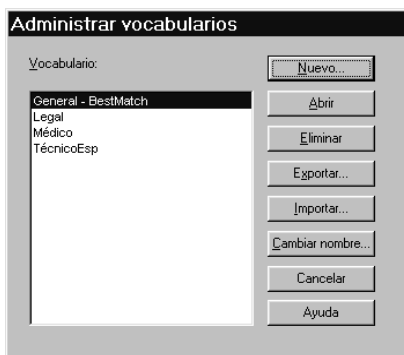 Administrar vocabularios
Vocabulario:
General - BestMatch
Legal
Médico
TécnicoEsp
Nuevo...
Abrir
Eliminar
Exportar...
Importar...
Cambiar nombre...
Cancelar
Ayuda